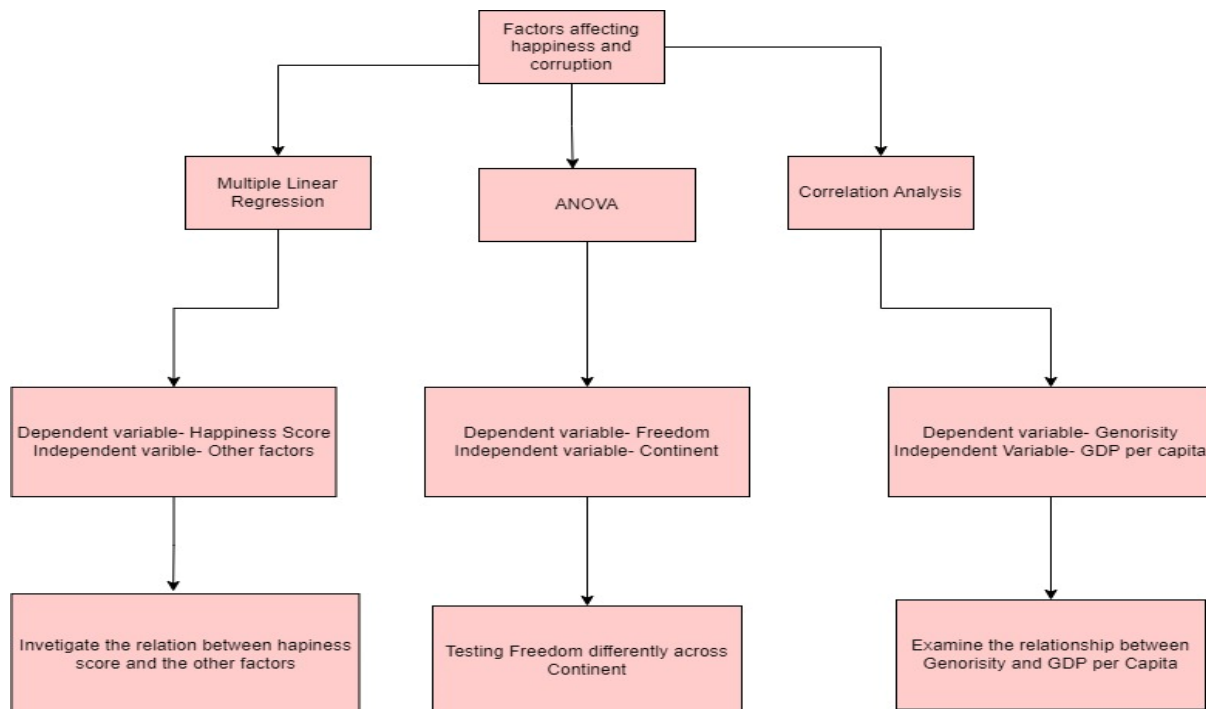 Factors affecting
happiness and
corruption
Multiple Linear
Regression
ANOVA
Correlation Analysis
Dependent variable- Happiness Score
Independent varible- Other factors
Dependent variable- Freedom
Independent variable- Continent
Dependent variable- Genorisity
Independent Variable- GDP per capita
Invetigate the relation between hapiness
score and the other factors
Testing Freedom differently across
Continent
Examine the relationship between
Genorisity and GDP per Capita